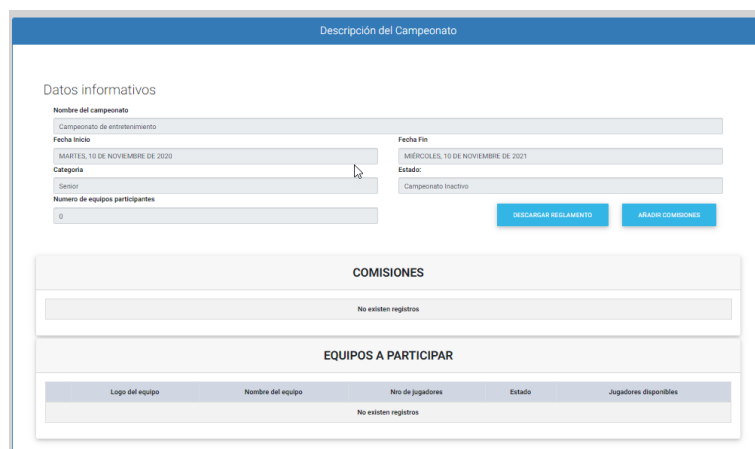 Descripción del Campeonato
Datos informativos
Nombre del campeonato
Campeonato de entretenimiento
Fecha Inicio
Fecha Fin
MARTES, 10 DE NOVIEMBRE DE 2020
MIÉRCOLES, 10 DE NOVIEMBRE DE 2021
Categoria
Estado:
Senior
Campeonato Inactivo
Numero de equipos participantes
0
DESCARGAR REGLAMENTO
AÑADIR COMISIONES
COMISIONES
No existen registros
EQUIPOS A PARTICIPAR
Logo del equipo
Nombre del equipo
Nro de jugadores
Estado
Jugadores disponibles
No existen registros